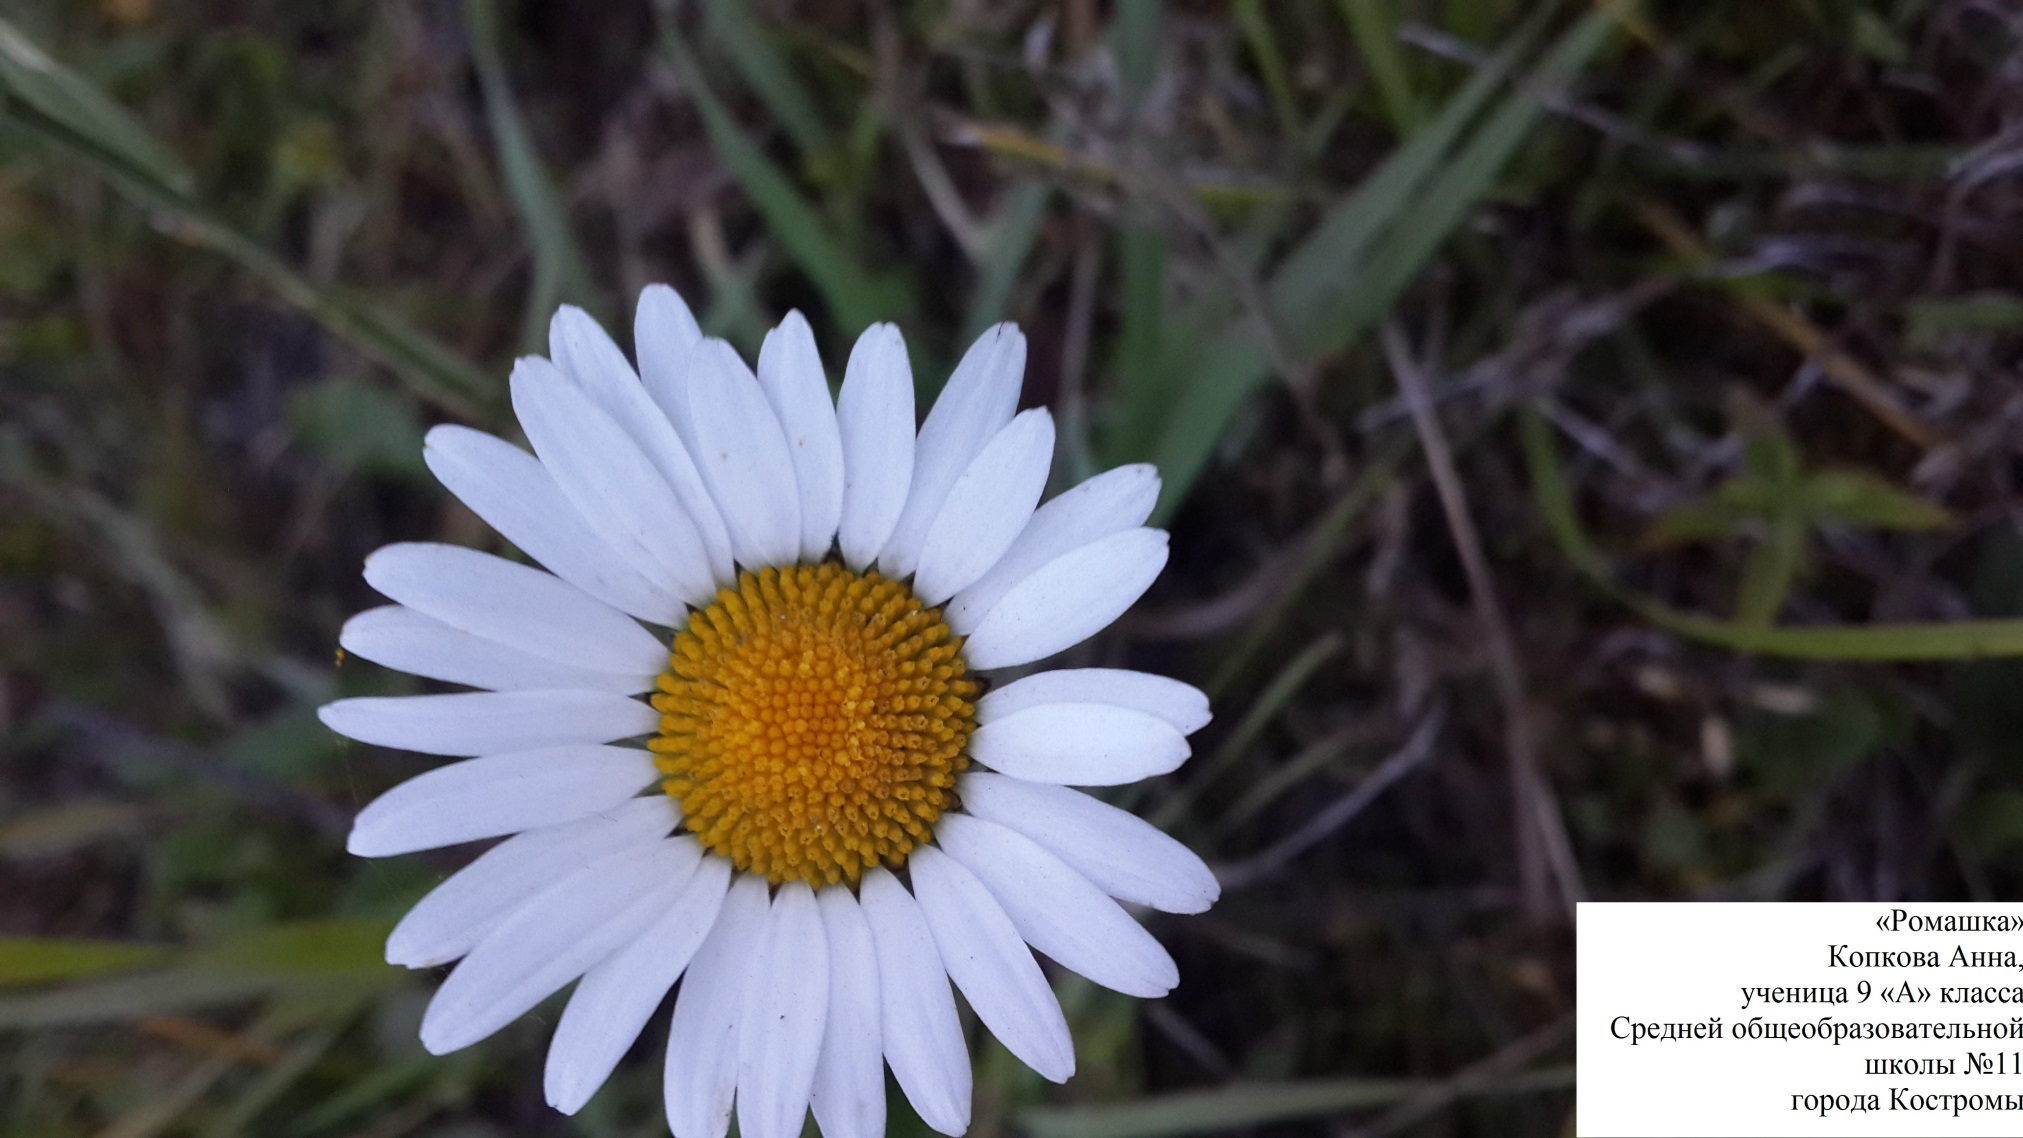 «Ромашка»
Копкова Анна,
ученица 9 «А» класса
Средней общеобразовательной
школы №11
города Костромы